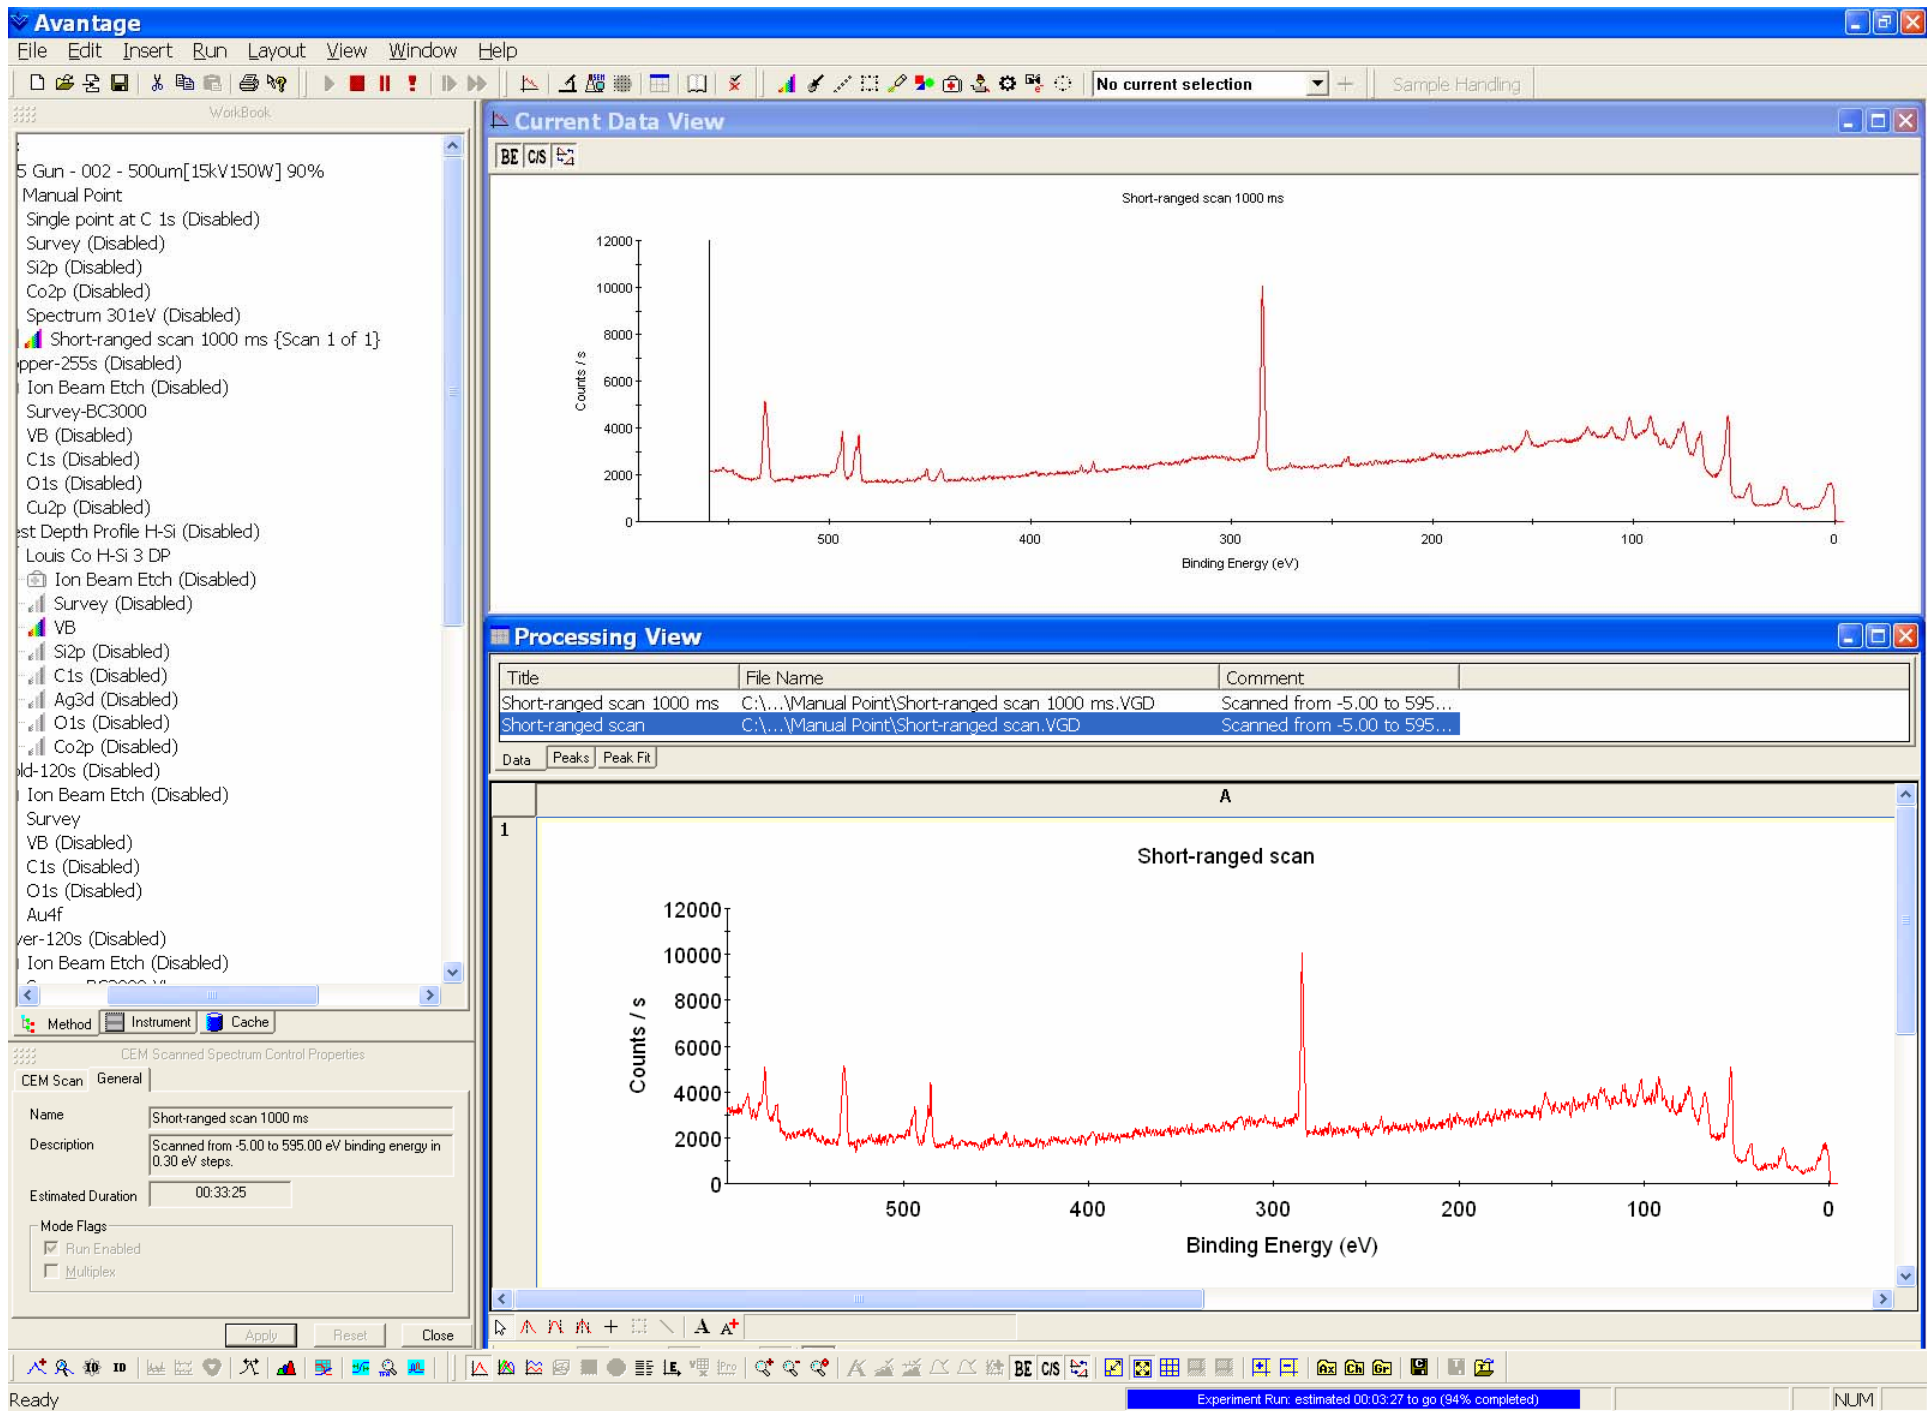 Avantage
File Edit Insert Run Layout View Window Help
No current selection
Sample Handling
WorkBook
5 Gun - 002 - 500um[15kV150W] 90%
Manual Point
Single point at C 1s (Disabled)
Survey (Disabled)
Si2p (Disabled)
Co2p (Disabled)
Spectrum 301eV (Disabled)
Short-ranged scan 1000 ms {Scan 1 of 1}
pper-255s (Disabled)
Ion Beam Etch (Disabled)
Survey-BC3000
VB (Disabled)
C1s (Disabled)
O1s (Disabled)
Cu2p (Disabled)
est Depth Profile H-Si (Disabled)
Louis Co H-Si 3 DP
Ion Beam Etch (Disabled)
Survey (Disabled)
VB
Si2p (Disabled)
C1s (Disabled)
Ag3d (Disabled)
O1s (Disabled)
Co2p (Disabled)
ld-120s (Disabled)
Ion Beam Etch (Disabled)
Survey
VB (Disabled)
C1s (Disabled)
O1s (Disabled)
Au4f
ver-120s (Disabled)
Ion Beam Etch (Disabled)
Method Instrument Cache
CEM Scanned Spectrum Control Properties
CEM Scan General
Name Short-ranged scan 1000 ms
Description Scanned from -5.00 to 595.00 eV binding energy in
0.30 eV steps.
Estimated Duration 00:33:25
Mode Flags
Run Enabled
Multiplex
Apply Reset Close
Current Data View
BE C/S
Short-ranged scan 1000 ms
12000
10000
8000
6000
4000
2000
0
Counts / s
500 400 300 200 100 0
Binding Energy (eV)
Processing View
Title File Name Comment
Short-ranged scan 1000 ms C:\...\Manual Point\Short-ranged scan 1000 ms.VGD Scanned from -5.00 to 595...
Short-ranged scan C:\...\Manual Point\Short-ranged scan.VGD Scanned from -5.00 to 595...
Data Peaks Peak Fit
A
1
Short-ranged scan
12000
10000
8000
6000
4000
2000
0
Counts / s
500 400 300 200 100 0
Binding Energy (eV)
A A
ID ID BE C/S Ax Ch Gr
Ready
Experiment Run: estimated 00:03:27 to go (94% completed)
NUM